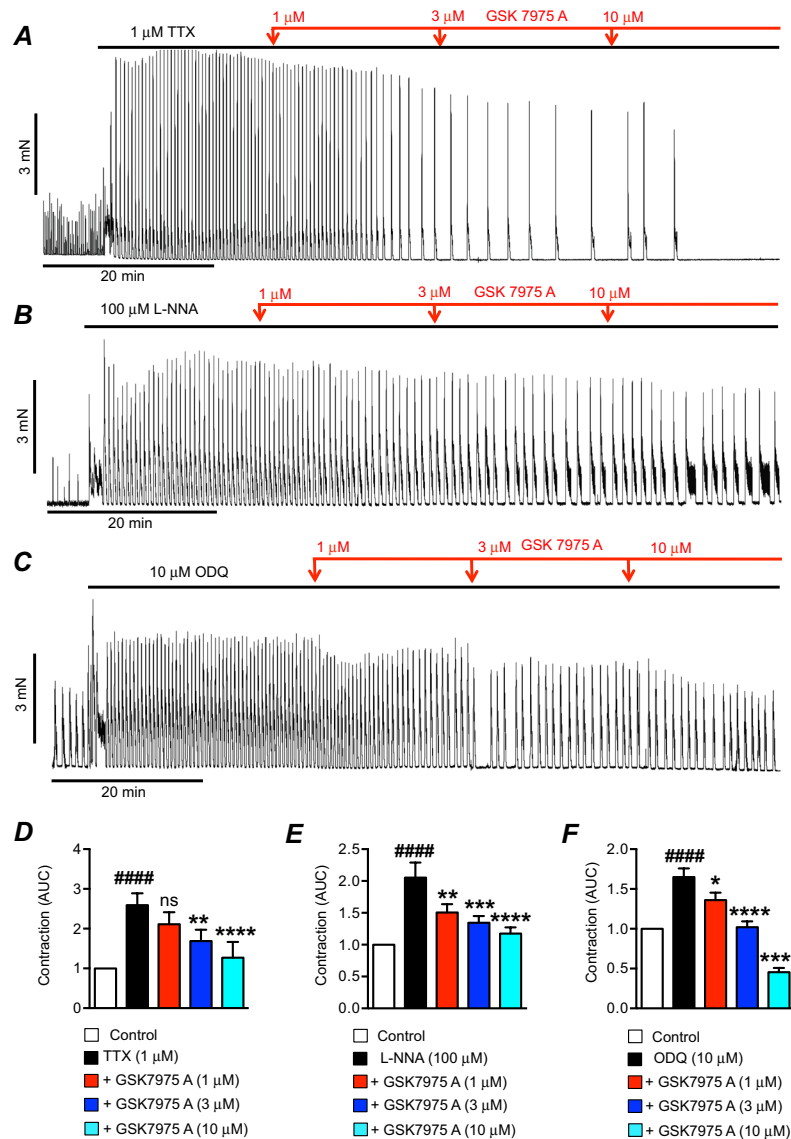 A
1 µM TTX
1 µM
3 µM
GSK 7975 A
10 µM
3 mN
20 min
B
100 µM L-NNA
1 µM
3 µM
GSK 7975 A
10 µM
3 mN
20 min
C
10 µM ODQ
1 µM
3 µM
GSK 7975 A
10 µM
3 mN
20 min
D
Contraction (AUC)
4
3
2
1
0
####
ns
**
****
Control
TTX (1 µM)
+ GSK7975 A (1 µM)
+ GSK7975 A (3 µM)
+ GSK7975 A (10 µM)
E
Contraction (AUC)
2.5
2.0
1.5
1.0
0.5
0.0
####
**
***
****
Control
L-NNA (100 µM)
+ GSK7975 A (1 µM)
+ GSK7975 A (3 µM)
+ GSK7975 A (10 µM)
F
Contraction (AUC)
2.0
1.5
1.0
0.5
0.0
####
*
****
***
Control
ODQ (10 µM)
+ GSK7975 A (1 µM)
+ GSK7975 A (3 µM)
+ GSK7975 A (10 µM)